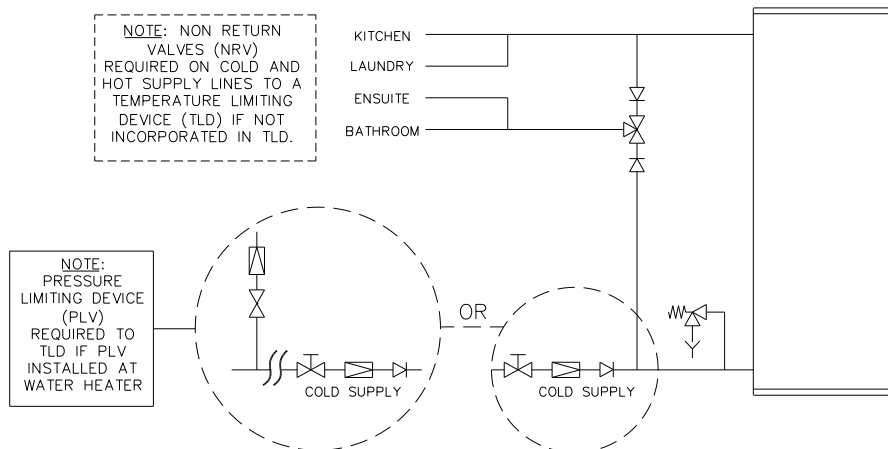 NOTE: NON RETURN
VALVES (NRV)
REQUIRED ON COLD AND
HOT SUPPLY LINES TO A
TEMPERATURE LIMITING
DEVICE (TLD) IF NOT
INCORPORATED IN TLD.
KITCHEN
LAUNDRY
ENSUITE
BATHROOM
NOTE:
PRESSURE
LIMITING DEVICE
(PLV)
REQUIRED TO
TLD IF PLV
INSTALLED AT
WATER HEATER
OR
COLD SUPPLY
COLD SUPPLY